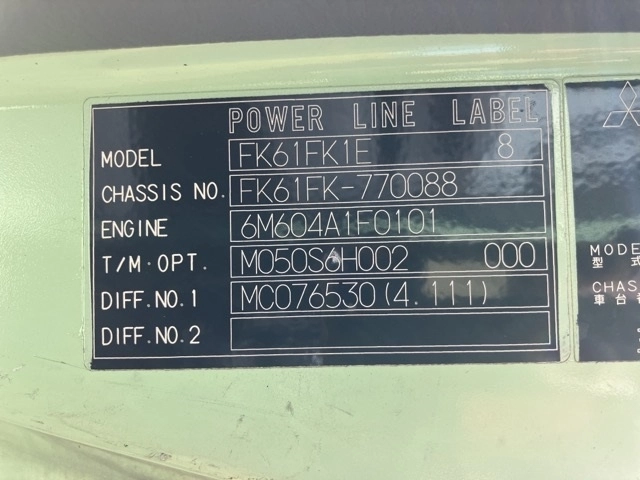 POWER LINE LABEL
MODEL FK61FK1E 8
CHASSIS NO. FK61FK-770088
ENGINE 6M604A1F0101
T/M·OPT. M050S6H002 000
DIFF.NO.1 MC076530(4.111)
DIFF.NO.2
MODE
型 式
CHAS
車台